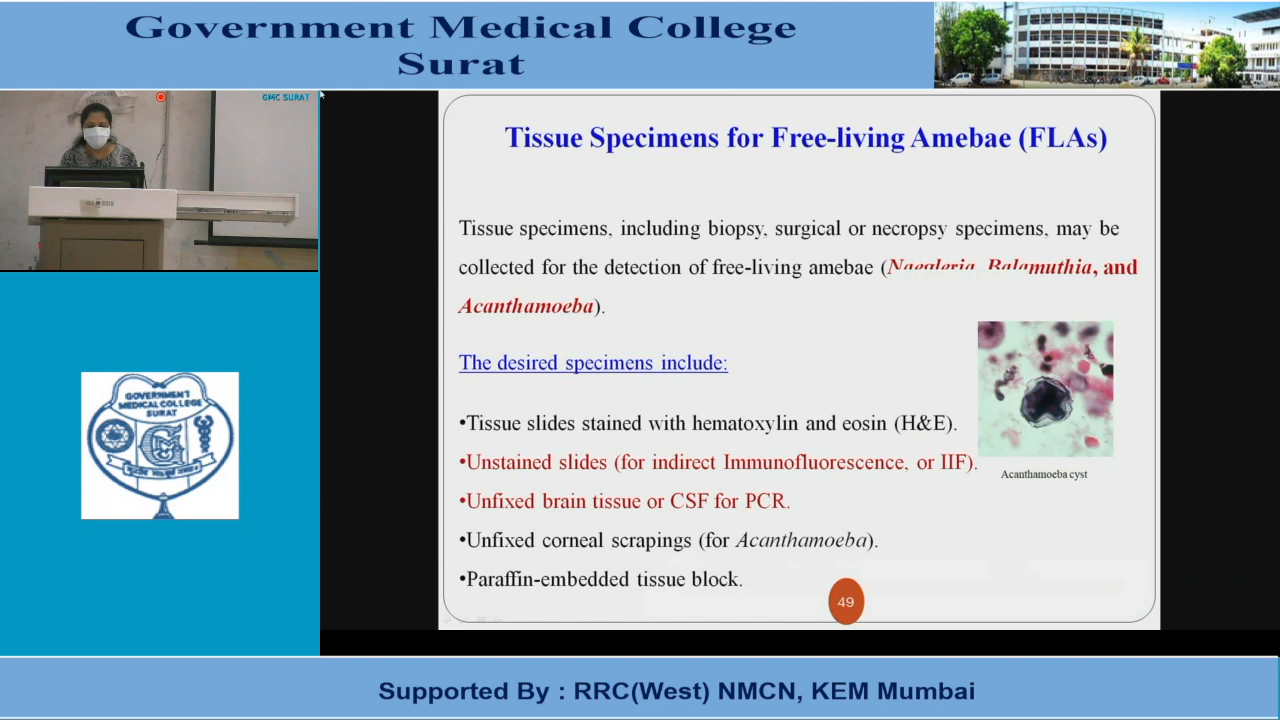 Government Medical College
Surat
GMC SURAT
Tissue Specimens for Free-living Amebae (FLAs)
Tissue specimens, including biopsy, surgical or necropsy specimens, may be
collected for the detection of free-living amebae (Naegleria, Balamuthia, and
Acanthamoeba).
The desired specimens include:
•Tissue slides stained with hematoxylin and eosin (H&E).
•Unstained slides (for indirect Immunofluorescence, or IIF).
•Unfixed brain tissue or CSF for PCR.
•Unfixed corneal scrapings (for Acanthamoeba).
•Paraffin-embedded tissue block.
Acanthamoeba cyst
49
GOVERNMENT
MEDICAL COLLEGE
SURAT
Supported By : RRC(West) NMCN, KEM Mumbai